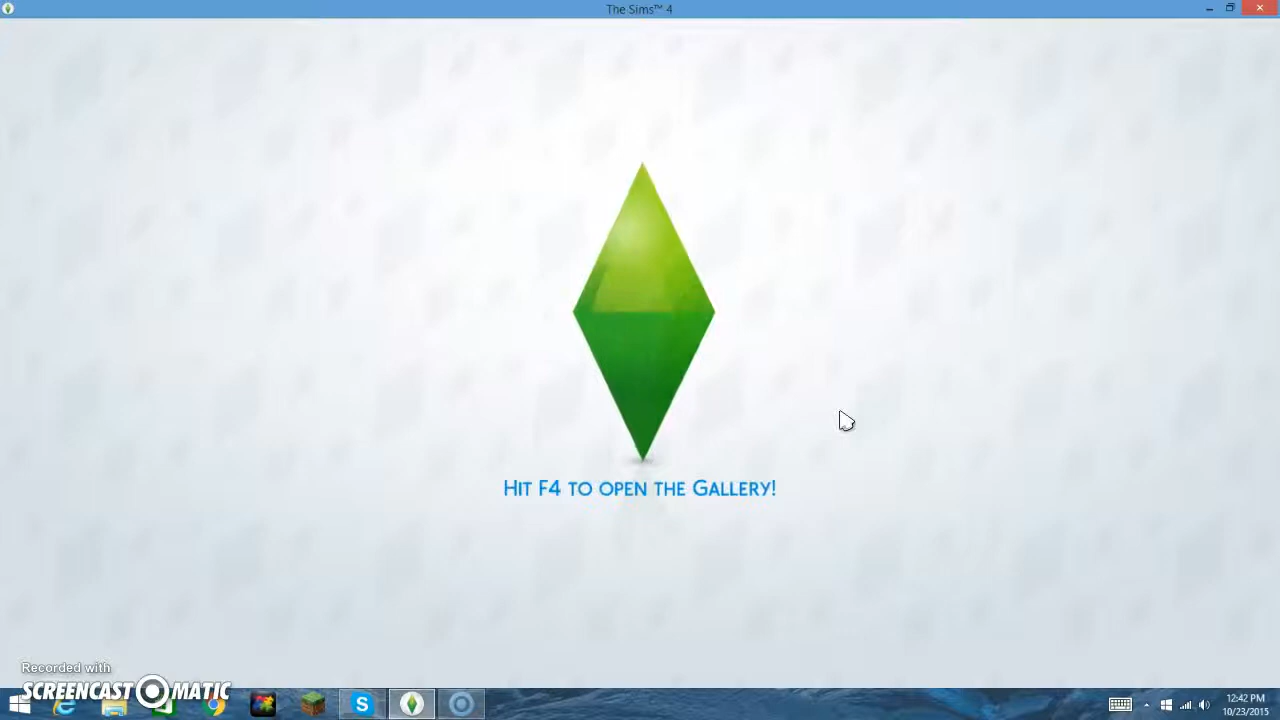 The Sims™ 4
Hit F4 to open the Gallery!
Recorded with
SCREENCAST MATIC
12:42 PM
10/23/2015